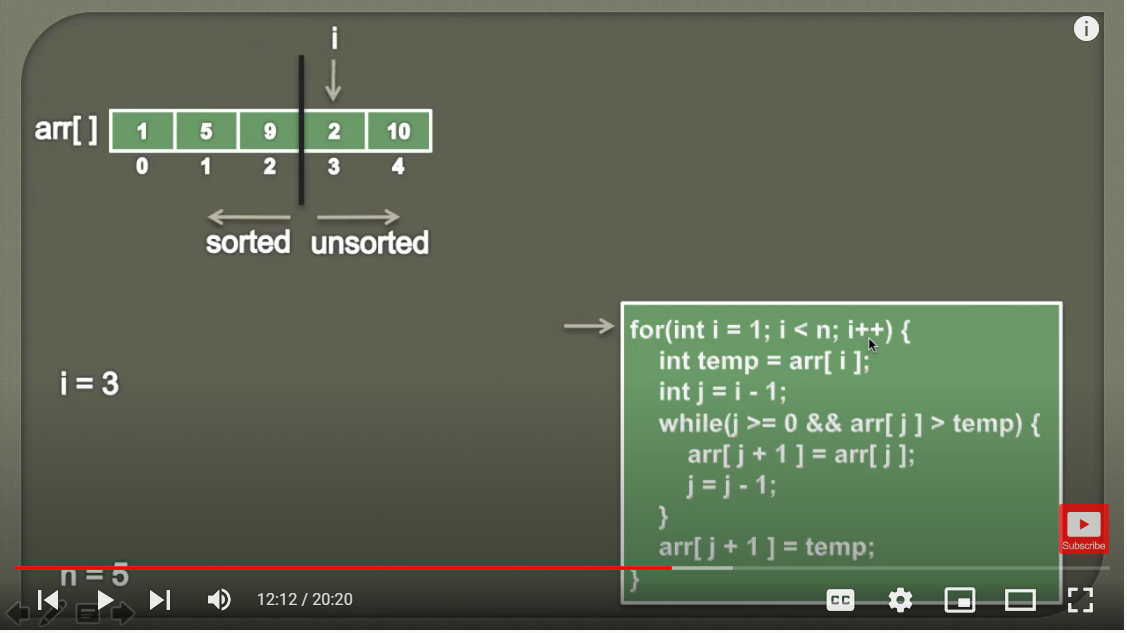 i
arr[ ] 1 5 9 2 10
0 1 2 3 4
sorted unsorted
for(int i = 1; i < n; i++) {
int temp = arr[ i ];
i = 3
int j = i - 1;
while(j >= 0 && arr[ j ] > temp) {
arr[ j + 1 ] = arr[ j ];
j = j - 1;
}
arr[ j + 1 ] = temp;
}
Subscribe
n = 5
12:12 / 20:20
CC